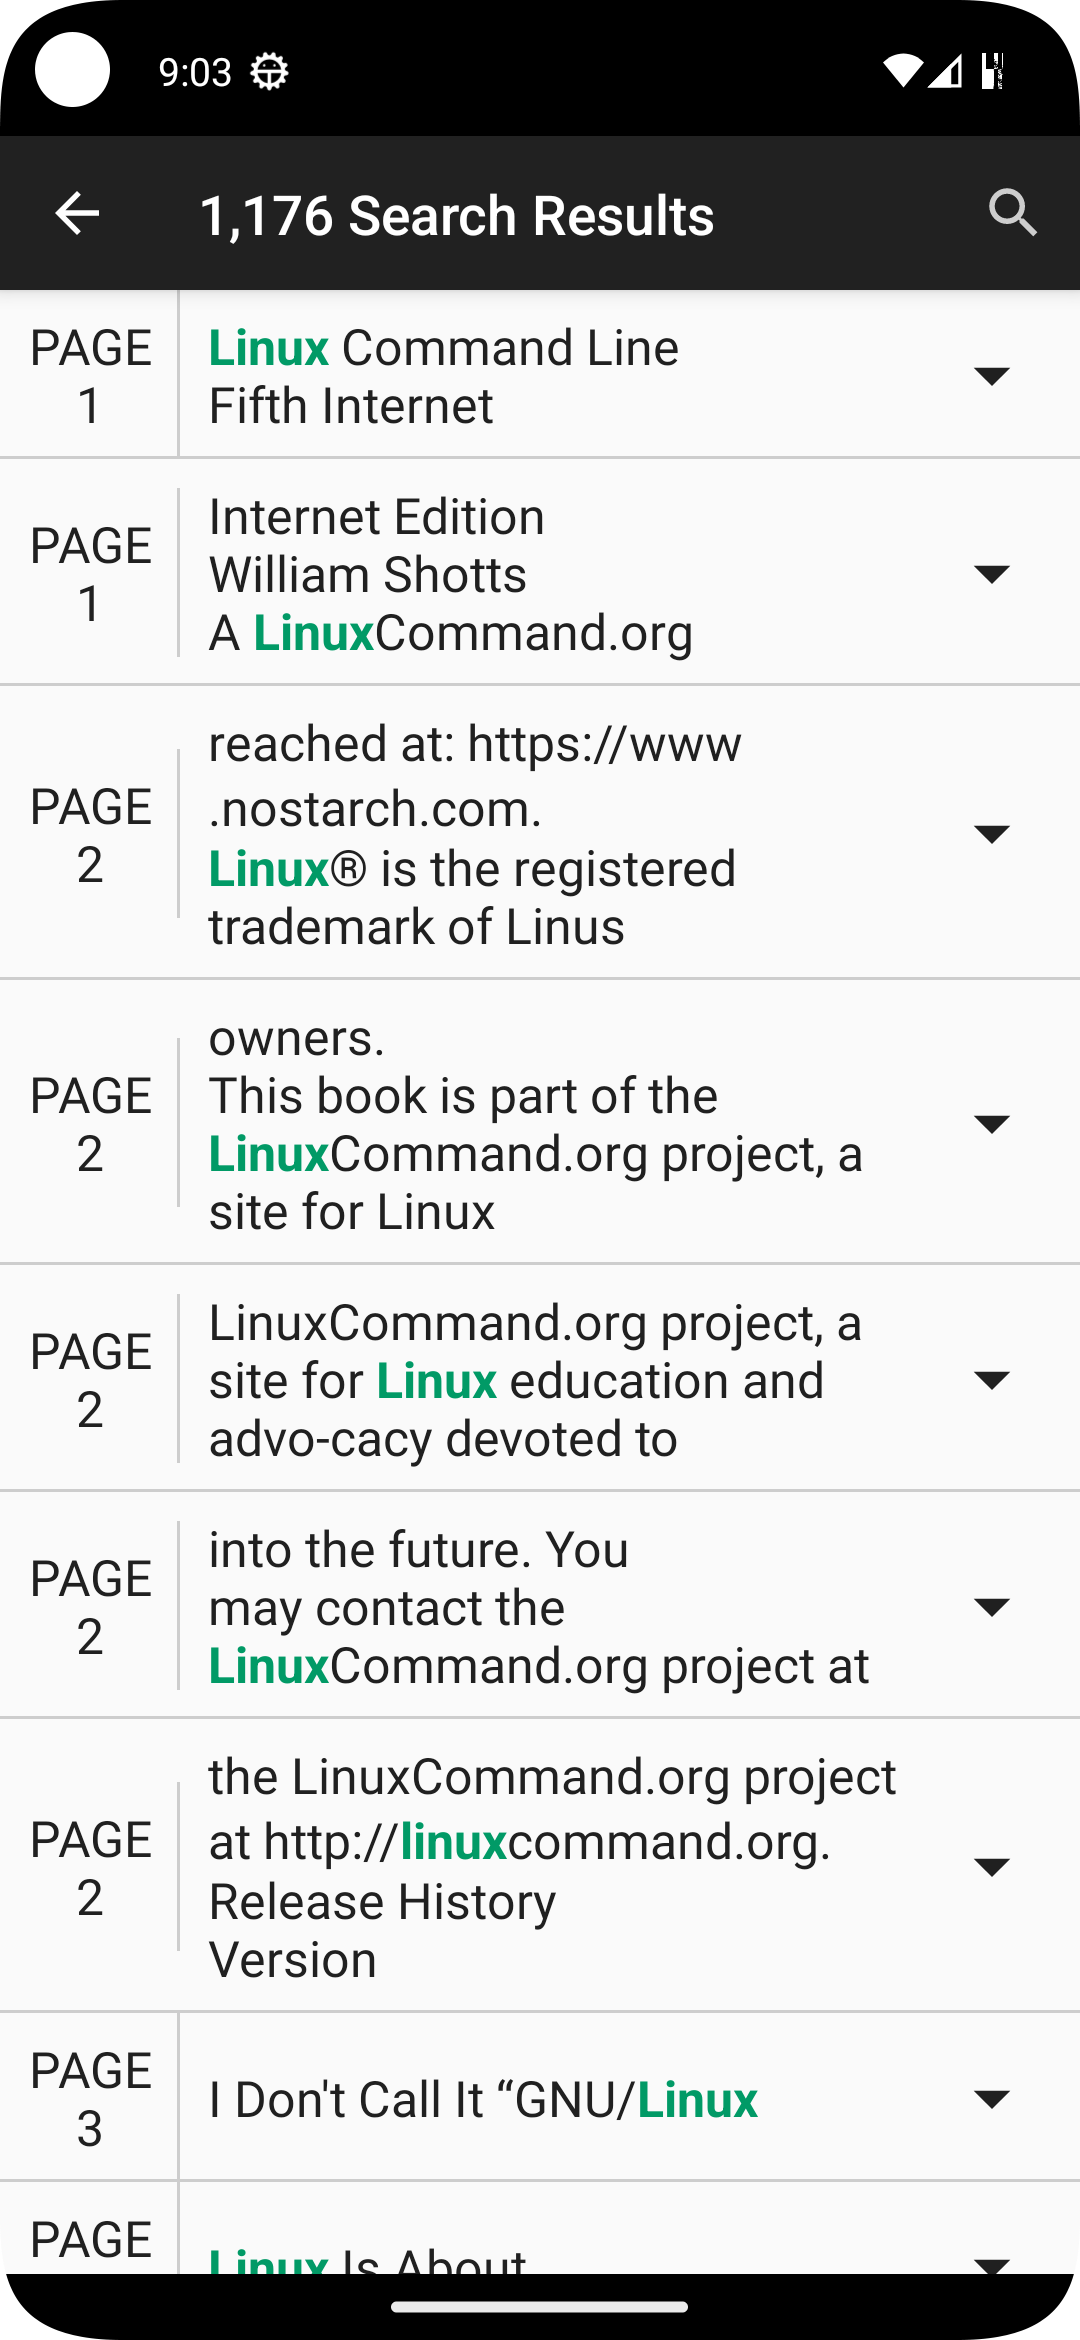 9:03
1,176 Search Results
PAGE
1
Linux Command Line
Fifth Internet
PAGE
1
Internet Edition
William Shotts
A LinuxCommand.org
PAGE
2
reached at: https://www
.nostarch.com.
Linux® is the registered
trademark of Linus
PAGE
2
owners.
This book is part of the
LinuxCommand.org project, a
site for Linux
PAGE
2
LinuxCommand.org project, a
site for Linux education and
advo-cacy devoted to
PAGE
2
into the future. You
may contact the
LinuxCommand.org project at
PAGE
2
the LinuxCommand.org project
at http://linuxcommand.org.
Release History
Version
PAGE
3
I Don't Call It “GNU/Linux
PAGE
Linux Is About